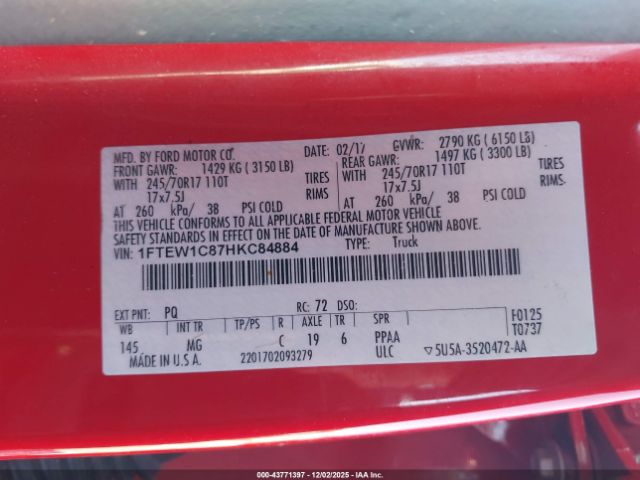 MFD. BY FORD MOTOR CO. DATE: 02/17 GVWR: 2790 KG ( 6150 LB)
FRONT GAWR: 1429 KG ( 3150 LB) REAR GAWR: 1497 KG ( 3300 LB)
WITH 245/70R17 110T TIRES WITH 245/70R17 110T TIRES
17x7.5J RIMS 17x7.5J RIMS
AT 260 kPa/ 38 PSI COLD AT 260 kPa/ 38 PSI COLD
THIS VEHICLE CONFORMS TO ALL APPLICABLE FEDERAL MOTOR VEHICLE
SAFETY STANDARDS IN EFFECT ON THE DATE OF MANUFACTURE SHOWN ABOVE.
VIN: 1FTEW1C87HKC84884 TYPE: Truck
EXT PNT: PQ RC: 72 DSO: F0125
WB INT TR TP/PS R AXLE TR SPR T0737
145 MG C 19 6 PPAA
MADE IN U.S.A. 2201702093279 ULC ▽5U5A-3520472-AA
000-43771397 - 12/02/2025 - IAA Inc.